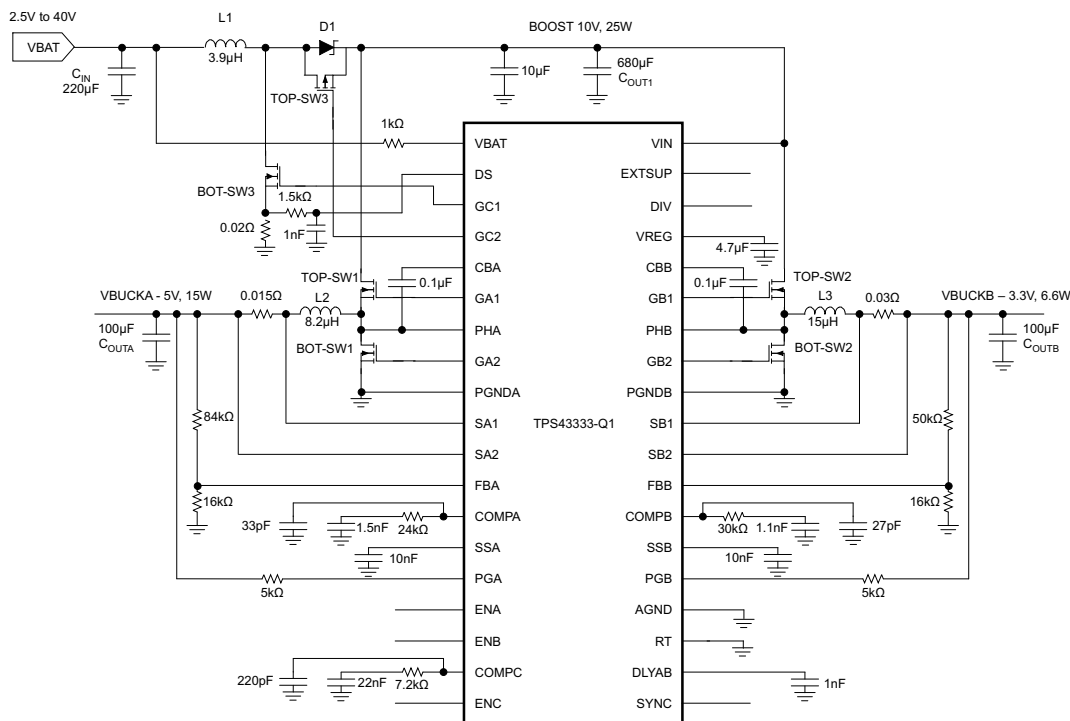 2.5V to 40V
VBAT
L1
3.9µH
D1
BOOST 10V, 25W
C_IN
220µF
TOP-SW3
10µF
680µF
C_OUT1
1kΩ
VBAT
VIN
DS
EXTSUP
BOT-SW3
1.5kΩ
GC1
DIV
0.02Ω
1nF
GC2
VREG
4.7µF
CBA
CBB
TOP-SW1
0.1µF
0.1µF
TOP-SW2
VBUCKA - 5V, 15W
0.015Ω
L2
8.2µH
GA1
GB1
L3
15µH
0.03Ω
VBUCKB – 3.3V, 6.6W
100µF
C_OUTA
PHA
PHB
100µF
C_OUTB
BOT-SW1
GA2
GB2
BOT-SW2
PGNDA
PGNDB
84kΩ
SA1
TPS43333-Q1
SB1
50kΩ
SA2
SB2
FBA
FBB
16kΩ
16kΩ
33pF
1.5nF
24kΩ
COMPA
COMPB
30kΩ
1.1nF
27pF
10nF
SSA
SSB
10nF
5kΩ
PGA
PGB
5kΩ
ENA
AGND
ENB
RT
220pF
22nF
7.2kΩ
COMPC
DLYAB
1nF
ENC
SYNC